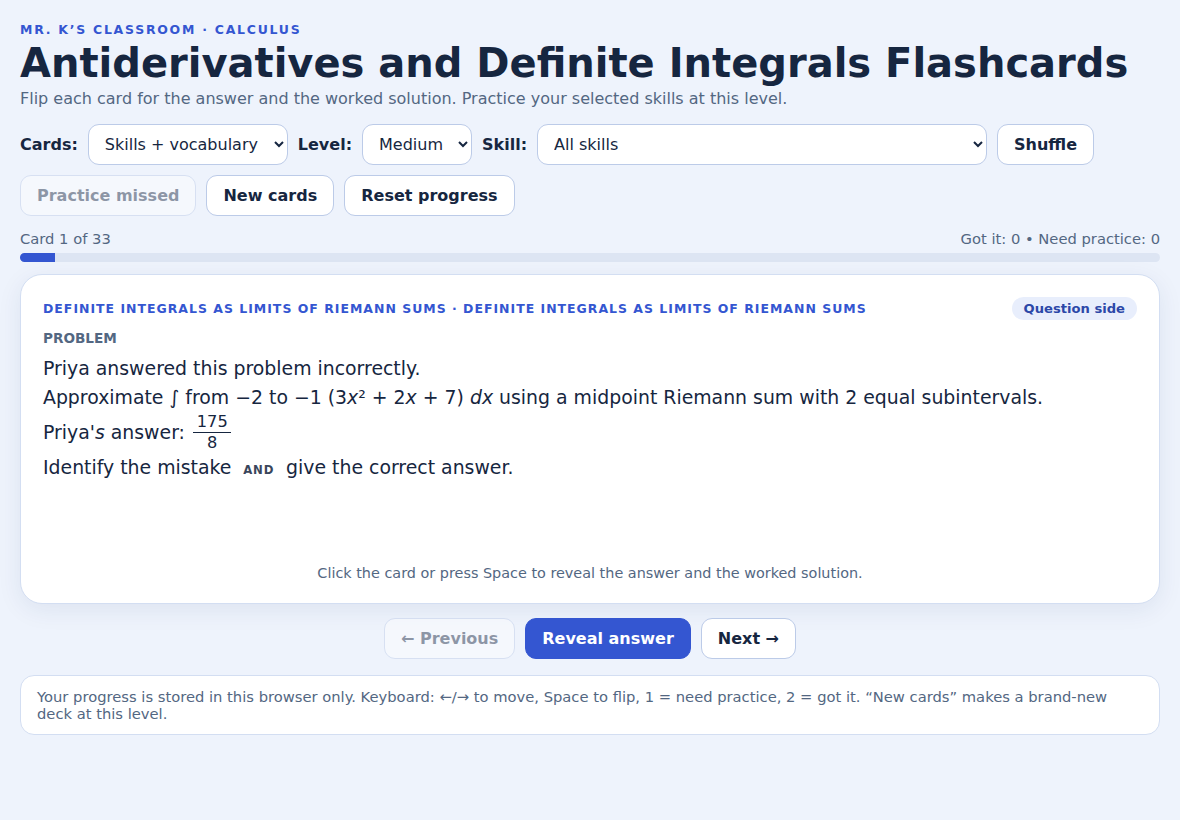 MR. K’S CLASSROOM · CALCULUS
Antiderivatives and Definite Integrals Flashcards
Flip each card for the answer and the worked solution. Practice your selected skills at this level.
Cards: Skills + vocabulary Level: Medium Skill: All skills Shuffle
Practice missed New cards Reset progress
Card 1 of 33 Got it: 0 • Need practice: 0
DEFINITE INTEGRALS AS LIMITS OF RIEMANN SUMS · DEFINITE INTEGRALS AS LIMITS OF RIEMANN SUMS Question side
PROBLEM
Priya answered this problem incorrectly.
Approximate ∫ from −2 to −1 (3x² + 2x + 7) dx using a midpoint Riemann sum with 2 equal subintervals.
Priya's answer: 175/8
Identify the mistake AND give the correct answer.
Click the card or press Space to reveal the answer and the worked solution.
← Previous Reveal answer Next →
Your progress is stored in this browser only. Keyboard: ←/→ to move, Space to flip, 1 = need practice, 2 = got it. “New cards” makes a brand-new
deck at this level.